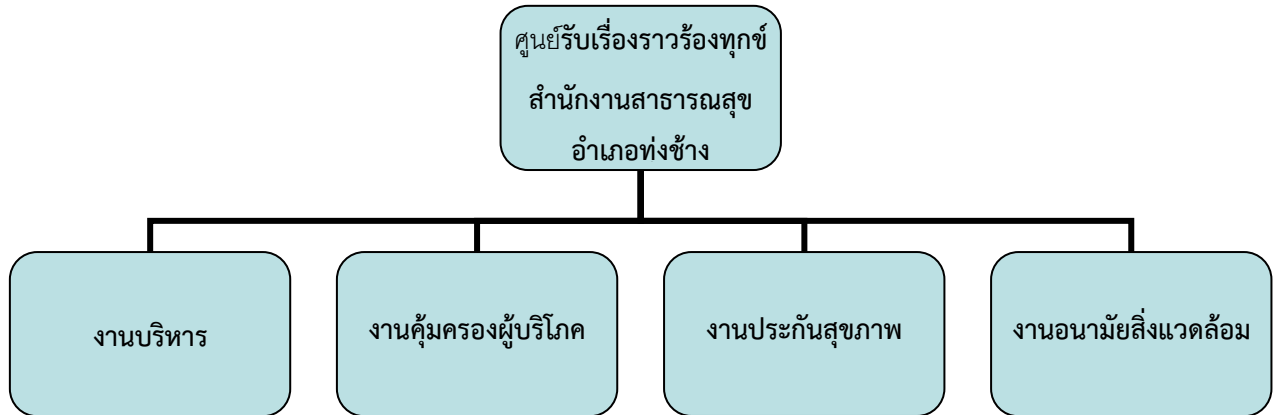 ศูนย์รับเรื่องราวร้องทุกข์
สำนักงานสาธารณสุข
อำเภอท่งช้าง
งานบริหาร
งานคุ้มครองผู้บริโภค
งานประกันสุขภาพ
งานอนามัยสิ่งแวดล้อม